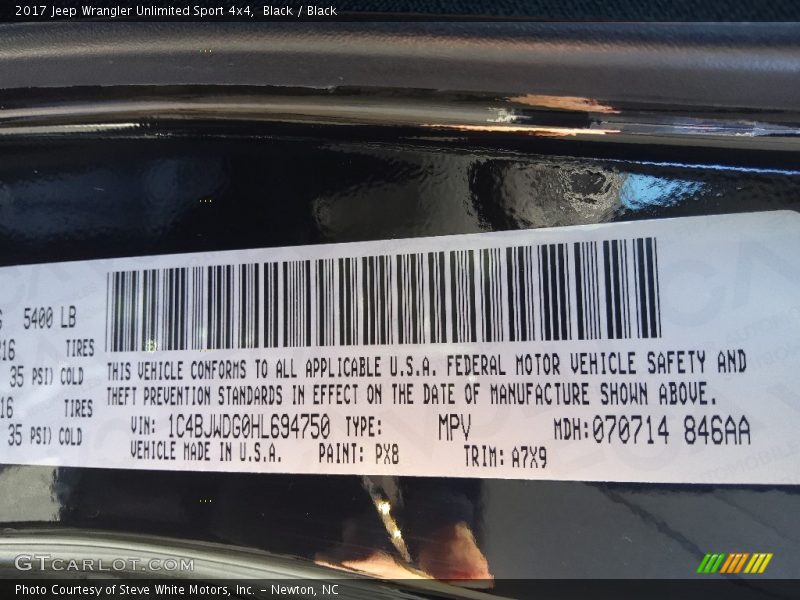 2017 Jeep Wrangler Unlimited Sport 4x4, Black / Black
5400 LB
16 TIRES
35 PSI) COLD
16 TIRES
35 PSI) COLD
THIS VEHICLE CONFORMS TO ALL APPLICABLE U.S.A. FEDERAL MOTOR VEHICLE SAFETY AND
THEFT PREVENTION STANDARDS IN EFFECT ON THE DATE OF MANUFACTURE SHOWN ABOVE.
VIN: 1C4BJWDG0HL694750 TYPE: MPV MDH:070714 846AA
VEHICLE MADE IN U.S.A. PAINT: PX8 TRIM: A7X9
GTCARLOT.COM
Photo Courtesy of Steve White Motors, Inc. – Newton, NC